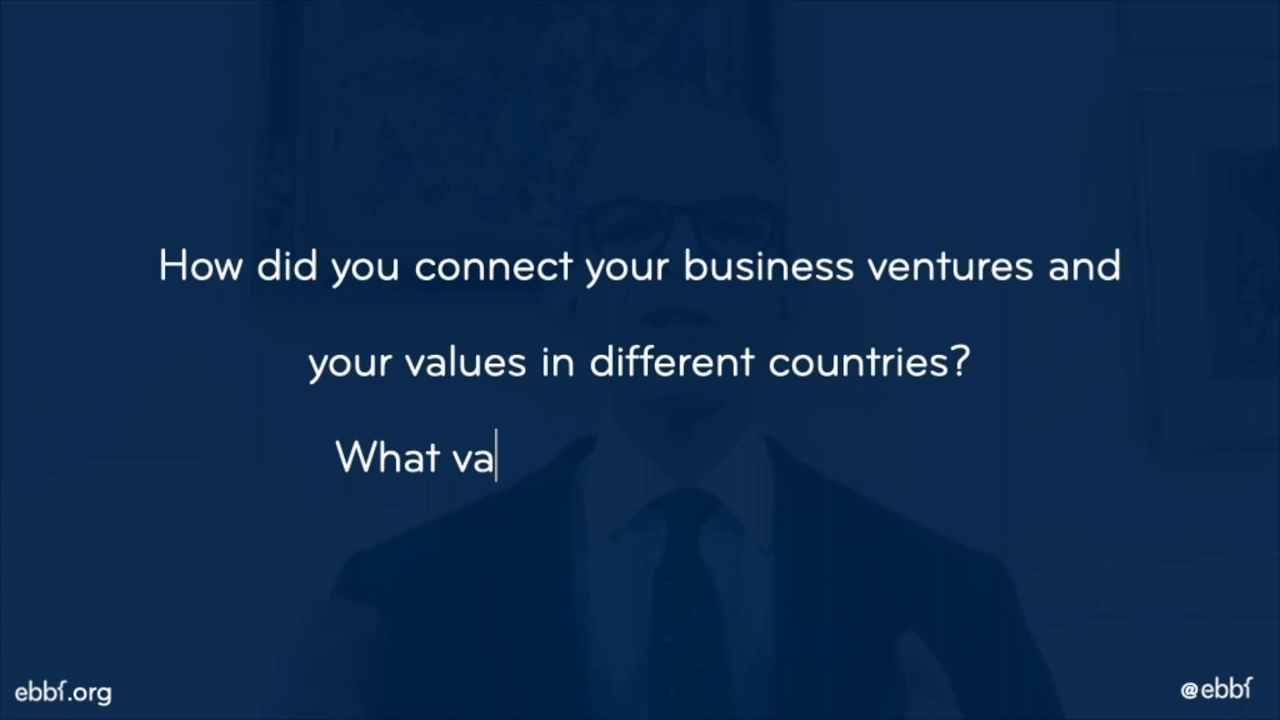 How did you connect your business ventures and
your values in different countries?
What va
ebbf.org
@ebbf